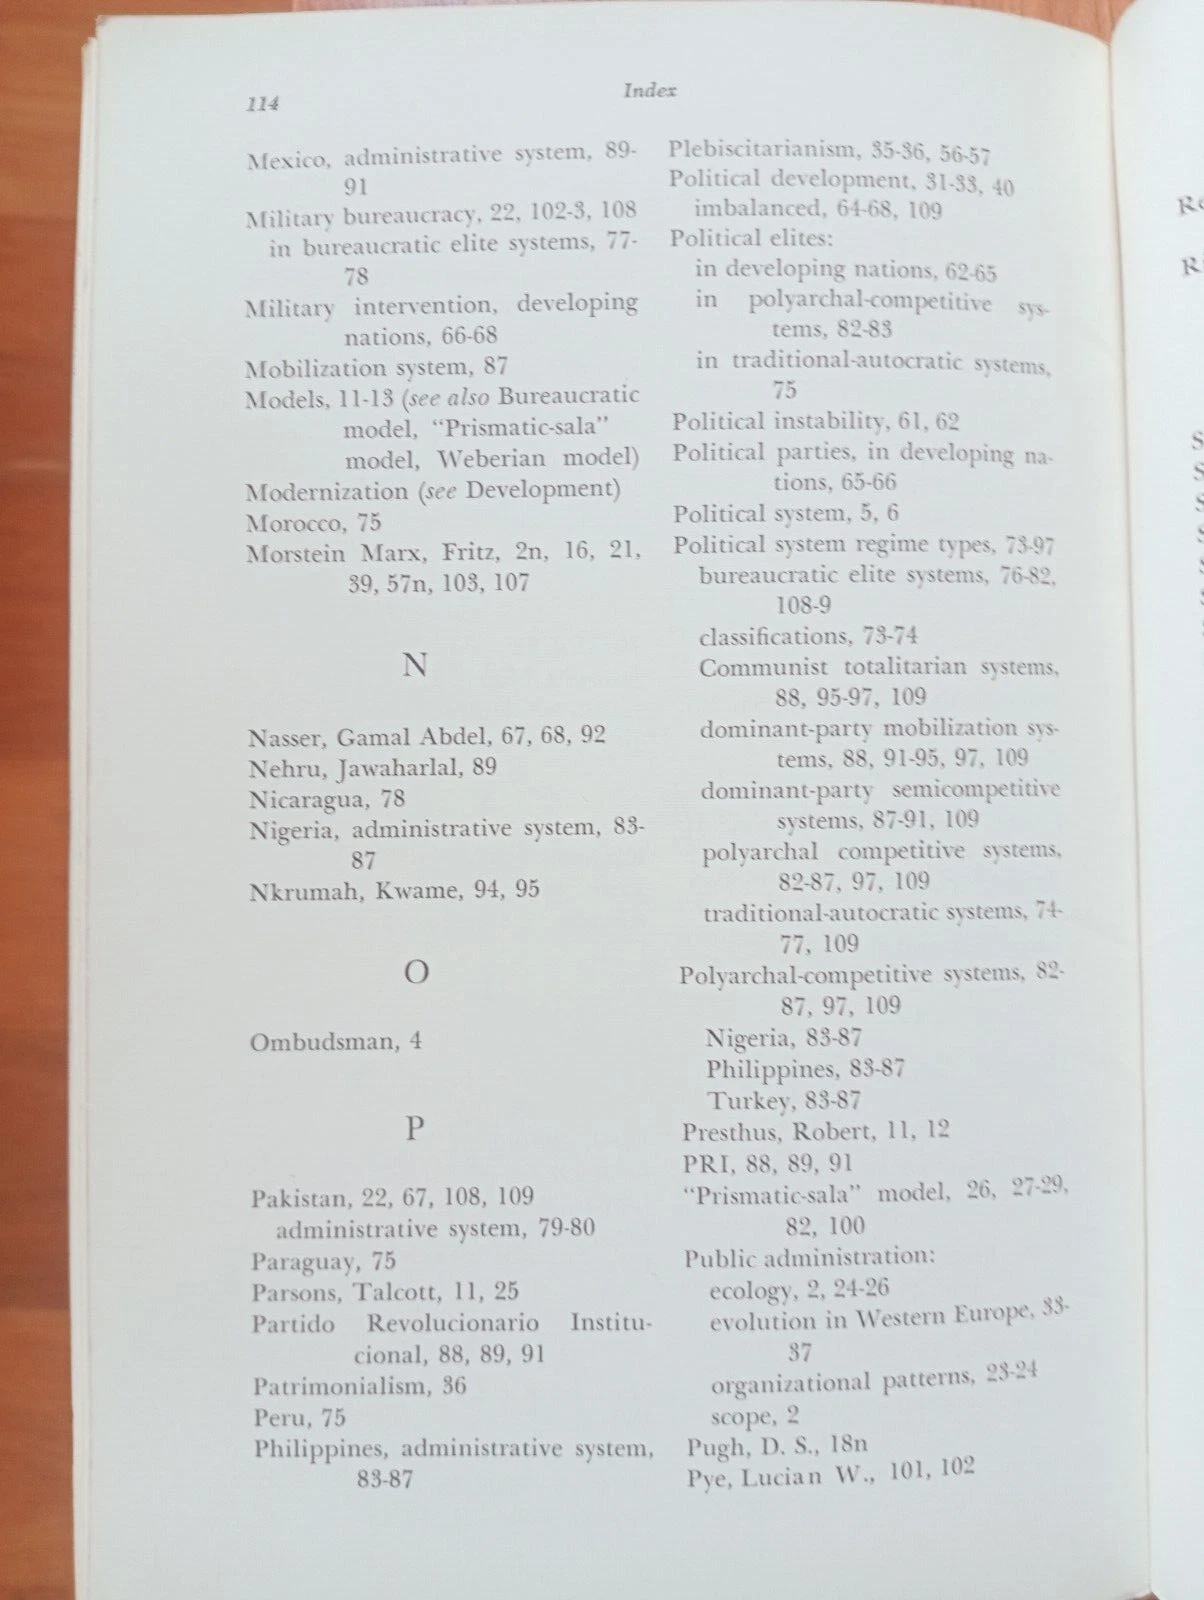 114
Index
Mexico, administrative system, 89-
91
Military bureaucracy, 22, 102-3, 108
in bureaucratic elite systems, 77-
78
Military intervention, developing
nations, 66-68
Mobilization system, 87
Models, 11-13 (see also Bureaucratic
model, “Prismatic-sala”
model, Weberian model)
Modernization (see Development)
Morocco, 75
Morstein Marx, Fritz, 2n, 16, 21,
39, 57n, 103, 107
N
Nasser, Gamal Abdel, 67, 68, 92
Nehru, Jawaharlal, 89
Nicaragua, 78
Nigeria, administrative system, 83-
87
Nkrumah, Kwame, 94, 95
O
Ombudsman, 4
P
Pakistan, 22, 67, 108, 109
administrative system, 79-80
Paraguay, 75
Parsons, Talcott, 11, 25
Partido Revolucionario Institu-
cional, 88, 89, 91
Patrimonialism, 36
Peru, 75
Philippines, administrative system,
83-87
Plebiscitarianism, 35-36, 56-57
Political development, 31-33, 40
imbalanced, 64-68, 109
Political elites:
in developing nations, 62-65
in polyarchal-competitive sys-
tems, 82-83
in traditional-autocratic systems,
75
Political instability, 61, 62
Political parties, in developing na-
tions, 65-66
Political system, 5, 6
Political system regime types, 73-97
bureaucratic elite systems, 76-82,
108-9
classifications, 73-74
Communist totalitarian systems,
88, 95-97, 109
dominant-party mobilization sys-
tems, 88, 91-95, 97, 109
dominant-party semicompetitive
systems, 87-91, 109
polyarchal competitive systems,
82-87, 97, 109
traditional-autocratic systems, 74-
77, 109
Polyarchal-competitive systems, 82-
87, 97, 109
Nigeria, 83-87
Philippines, 83-87
Turkey, 83-87
Presthus, Robert, 11, 12
PRI, 88, 89, 91
“Prismatic-sala” model, 26, 27-29,
82, 100
Public administration:
ecology, 2, 24-26
evolution in Western Europe, 33-
37
organizational patterns, 23-24
scope, 2
Pugh, D. S., 18n
Pye, Lucian W., 101, 102